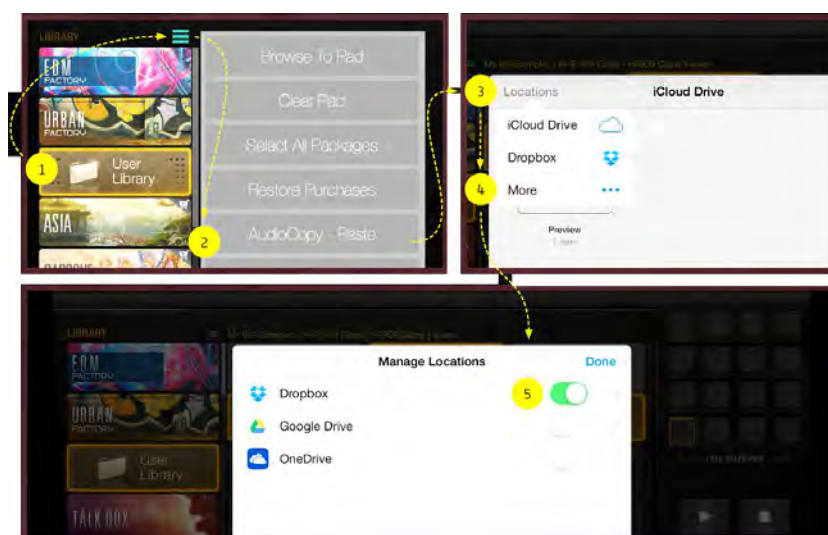 LIBRARY
EDM
FACTORY
URBAN
FACTORY
1
User
Library
ASIA
Browse To Pad
Clear Pad
Select All Packages
Restore Purchases
2
AudioCopy - Paste
3
Locations
iCloud Drive
iCloud Drive
Dropbox
4
More
Preview
LIBRARY
EDM
FACTORY
URBAN
FACTORY
User
Library
TALK BOX
Manage Locations
Done
Dropbox
5
Google Drive
OneDrive